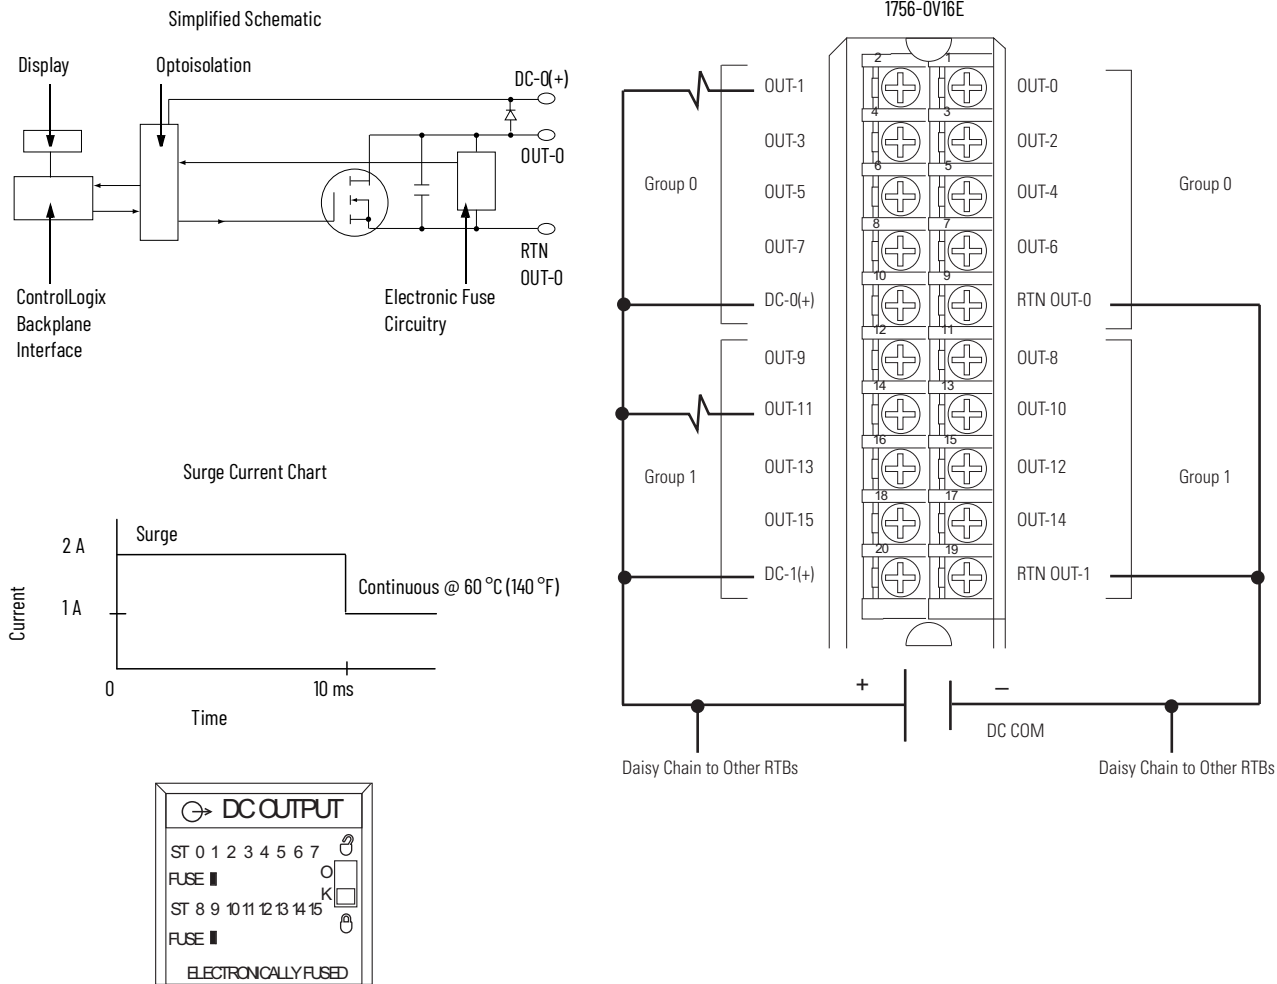 Simplified Schematic
Display
Optoisolation
DC-0(+)
OUT-0
RTN
OUT-0
ControlLogix
Backplane
Interface
Electronic Fuse
Circuitry
Surge Current Chart
Surge
2 A
Continuous @ 60 °C (140 °F)
1 A
Current
0
10 ms
Time
DC OUTPUT
ST 0 1 2 3 4 5 6 7
FUSE
O
K
ST 8 9 10 11 12 13 14 15
FUSE
ELECTRONICALLY FUSED
1756-OV16E
OUT-1
2
1
OUT-0
OUT-3
4
3
OUT-2
Group 0
OUT-5
6
5
OUT-4
Group 0
OUT-7
8
7
OUT-6
DC-0(+)
10
9
RTN OUT-0
OUT-9
12
11
OUT-8
OUT-11
14
13
OUT-10
Group 1
OUT-13
16
15
OUT-12
Group 1
OUT-15
18
17
OUT-14
DC-1(+)
20
19
RTN OUT-1
+
–
DC COM
Daisy Chain to Other RTBs
Daisy Chain to Other RTBs